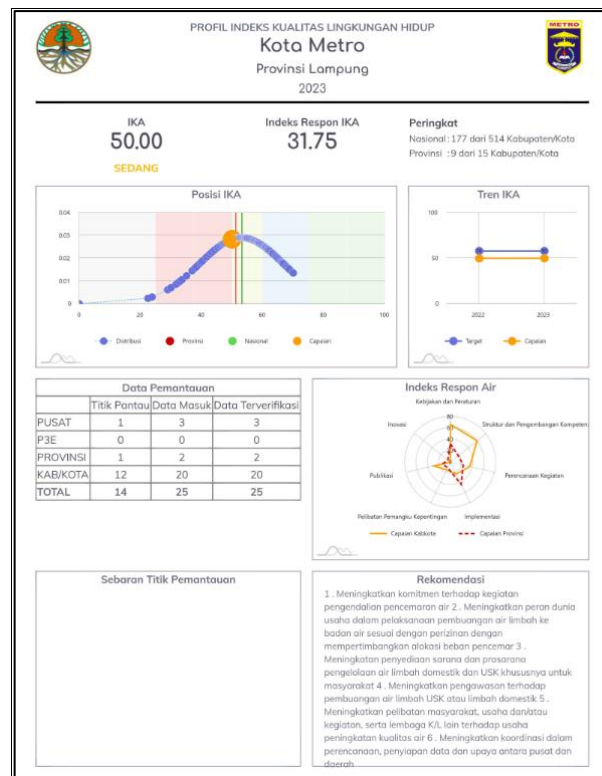 PROFIL INDEKS KUALITAS LINGKUNGAN HIDUP
Kota Metro
Provinsi Lampung
2023
METRO
IKA
50.00
SEDANG
Indeks Respon IKA
31.75
Peringkat
Nasional : 177 dari 514 Kabupaten/Kota
Provinsi : 9 dari 15 Kabupaten/Kota
Posisi IKA
0.04
0.03
0.02
0.01
0
0 20 40 60 80 100
Distribusi Provinsi Nasional Capaian
Tren IKA
100
50
0
2022 2023
Target Capaian
Data Pemantauan
Titik Pantau Data Masuk Data Terverifikasi
PUSAT 1 3 3
P3E 0 0 0
PROVINSI 1 2 2
KAB/KOTA 12 20 20
TOTAL 14 25 25
Indeks Respon Air
Kebijakan dan Peraturan
Inovasi
Struktur dan Pengembangan Kompeten
80
60
40
Publikasi
Perencanaan Kegiatan
Pelibatan Pemangku Kepentingan
Implementasi
Capaian Kabkota Capaian Provinsi
Sebaran Titik Pemantauan
Rekomendasi
1 . Meningkatkan komitmen terhadap kegiatan
pengendalian pencemaran air 2 . Meningkatkan peran dunia
usaha dalam pelaksanaan pembuangan air limbah ke
badan air sesuai dengan perizinan dengan
mempertimbangkan alokasi beban pencemar 3 .
Meningkatan penyediaan sarana dan prasarana
pengelolaan air limbah domestik dan USK khususnya untuk
masyarakat 4 . Meningkatkan pengawasan terhadap
pembuangan air limbah USK atau limbah domestik 5 .
Meningkatkan pelibatan masyarakat, usaha dan/atau
kegiatan, serta lembaga K/L lain terhadap usaha
peningkatan kualitas air 6 . Meningkatkan koordinasi dalam
perencanaan, penyiapan data dan upaya antara pusat dan
daerah